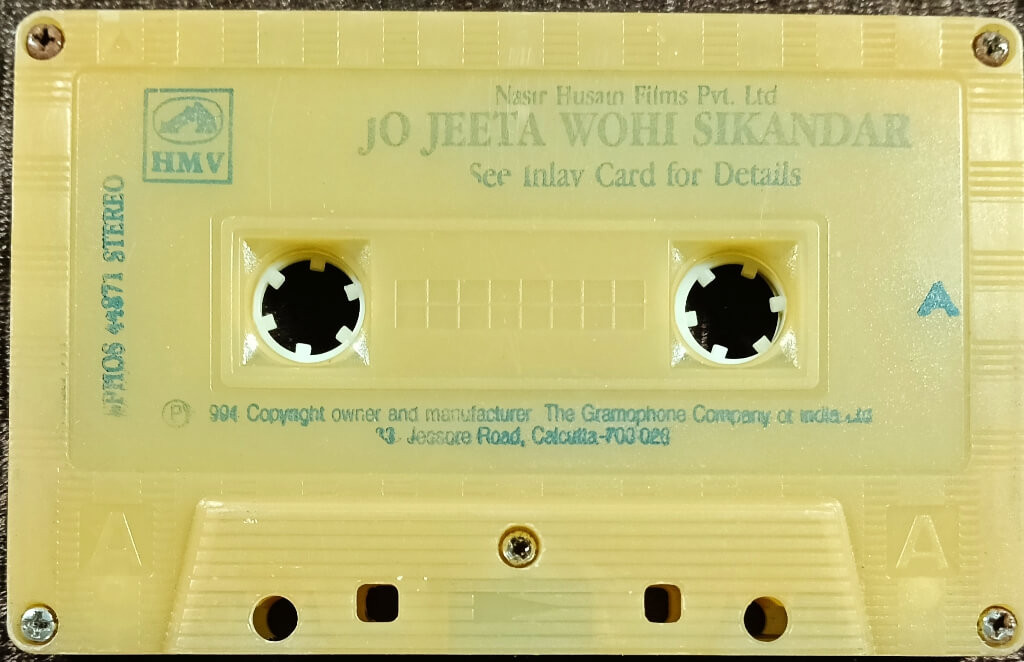 Nasir Husain Films Pvt. Ltd
JO JEETA WOHI SIKANDAR
See Inlay Card for Details
HMV
STEREO
A
Ⓟ 994 Copyright owner and manufacturer The Gramophone Company of India Ltd
Jessore Road, Calcutta-700 028
A A